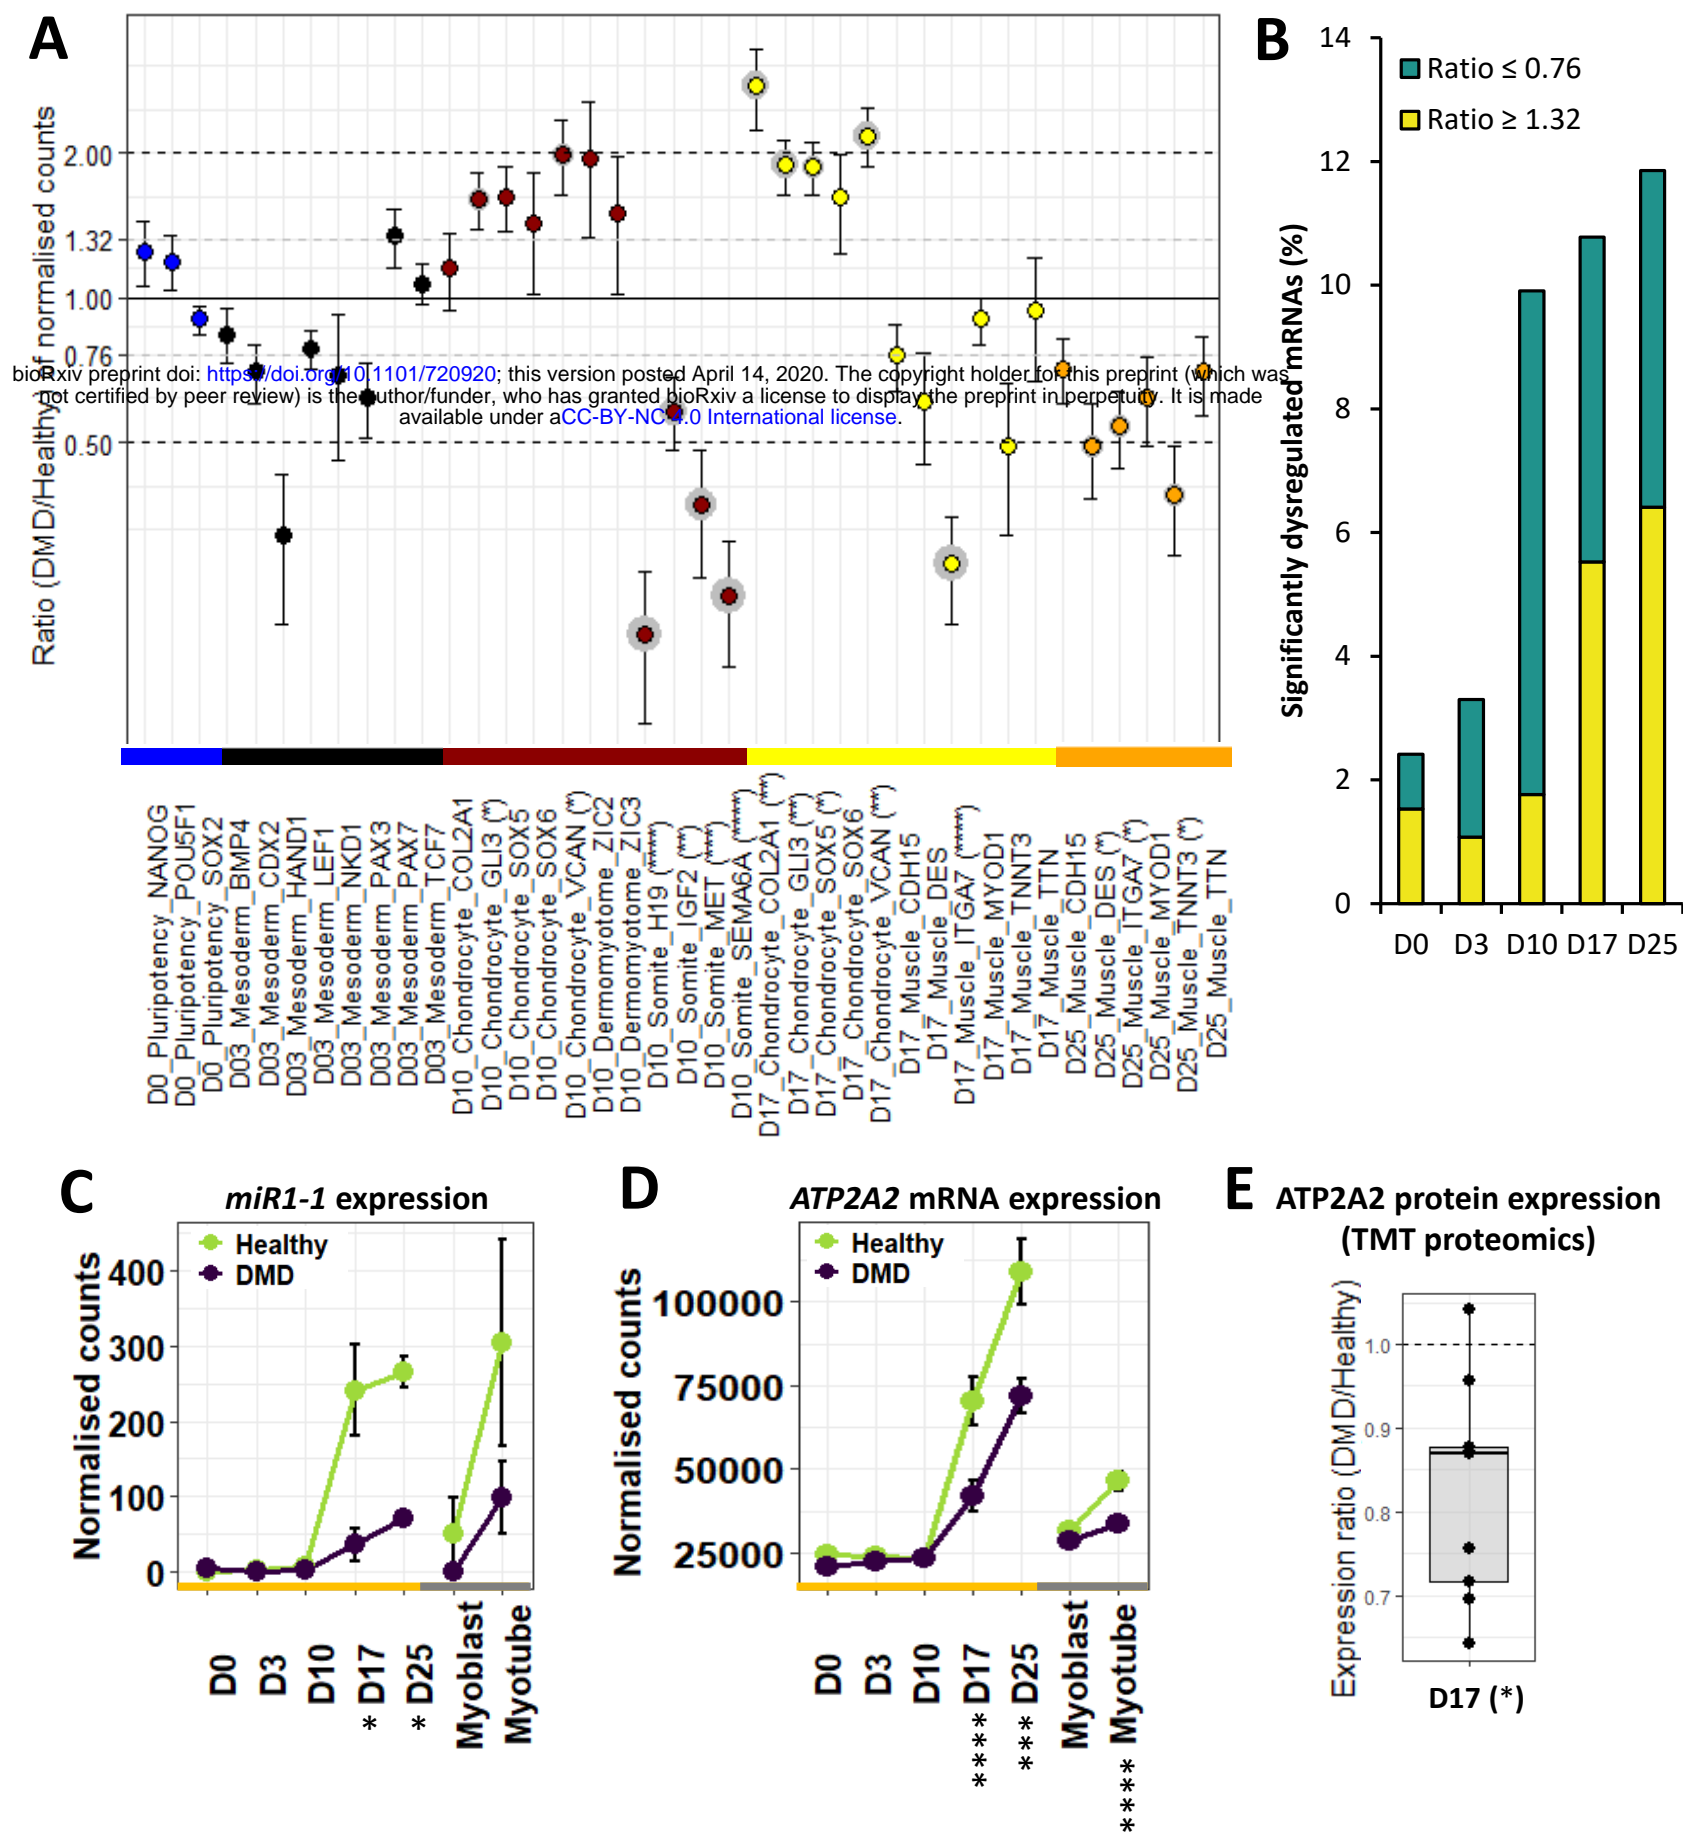 A
B
Ratio (DMD/Healthy) of normalised counts
2.00
1.32
1.00
0.76
0.50
bioRxiv preprint doi: https://doi.org/10.1101/720920; this version posted April 14, 2020. The copyright holder for this preprint (which was
not certified by peer review) is the author/funder, who has granted bioRxiv a license to display the preprint in perpetuity. It is made
available under aCC-BY-NC 4.0 International license.
D0_Pluripotency_NANOG
D0_Pluripotency_POU5F1
D0_Pluripotency_SOX2
D03_Mesoderm_BMP4
D03_Mesoderm_CDX2
D03_Mesoderm_HAND1
D03_Mesoderm_LEF1
D03_Mesoderm_NKD1
D03_Mesoderm_PAX3
D03_Mesoderm_PAX7
D03_Mesoderm_TCF7
D10_Chondrocyte_COL2A1
D10_Chondrocyte_GLI3 (*)
D10_Chondrocyte_SOX5
D10_Chondrocyte_SOX6
D10_Chondrocyte_VCAN (*)
D10_Dermomyotome_ZIC2
D10_Dermomyotome_ZIC3
D10_Somite_H19
D10_Somite_IGF2
D10_Somite_MET
D10_Somite_SEMA6A
D17_Chondrocyte_COL2A1
D17_Chondrocyte_GLI3
D17_Chondrocyte_SOX5
D17_Chondrocyte_SOX6
D17_Chondrocyte_VCAN
D17_Muscle_CDH15
D17_Muscle_DES
D17_Muscle_ITGA7
D17_Muscle_MYOD1
D17_Muscle_TNNT3
D17_Muscle_TTN
D25_Muscle_CDH15
D25_Muscle_DES (*)
D25_Muscle_ITGA7 (*)
D25_Muscle_MYOD1
D25_Muscle_TNNT3 (*)
D25_Muscle_TTN
Significantly dysregulated mRNAs (%)
14
12
10
8
6
4
2
0
Ratio ≤ 0.76
Ratio ≥ 1.32
D0 D3 D10 D17 D25
C
miR1-1 expression
Healthy
DMD
Normalised counts
400
300
200
100
0
D0
D3
D10
D17
*
D25
*
Myoblast
Myotube
D
ATP2A2 mRNA expression
Healthy
DMD
Normalised counts
100000
75000
50000
25000
D0
D3
D10
D17
****
D25
***
Myoblast
Myotube
****
E
ATP2A2 protein expression
(TMT proteomics)
Expression ratio (DMD/Healthy)
1.0
0.9
0.8
0.7
D17 (*)